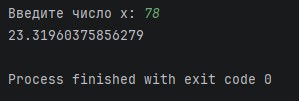 Введите число x: 78
23.31960375856279
Process finished with exit code 0